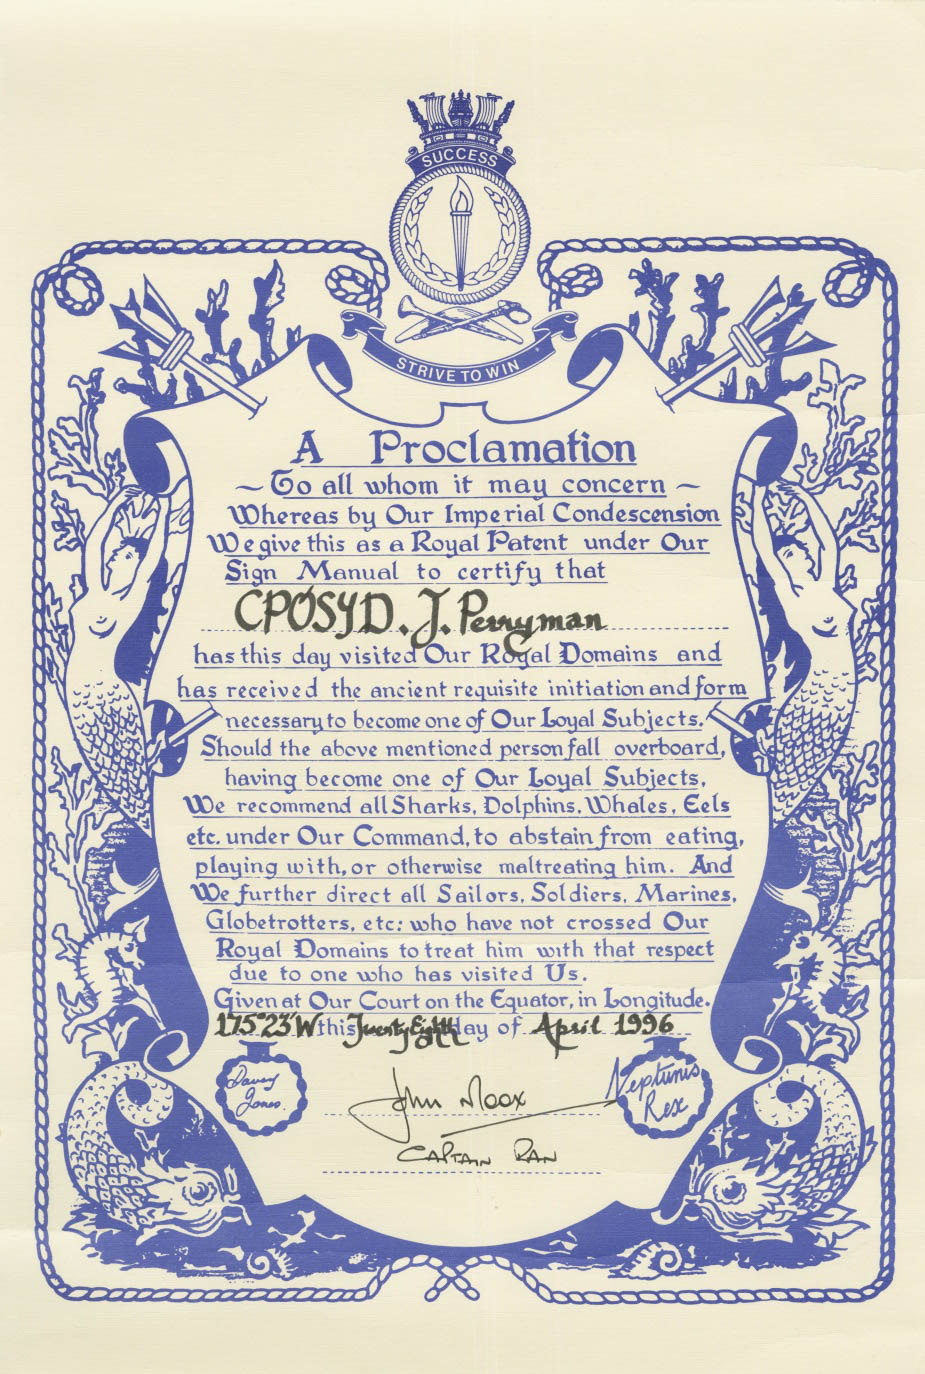 SUCCESS
STRIVE TO WIN
A Proclamation
~ To all whom it may concern ~
Whereas by Our Imperial Condescension
We give this as a Royal Patent under Our
Sign Manual to certify that
CPOSYD. J. Perryman
has this day visited Our Royal Domains and
has received the ancient requisite initiation and form
necessary to become one of Our Loyal Subjects.
Should the above mentioned person fall overboard,
having become one of Our Loyal Subjects,
We recommend all Sharks, Dolphins, Whales, Eels
etc. under Our Command, to abstain from eating,
playing with, or otherwise maltreating him. And
We further direct all Sailors, Soldiers, Marines,
Globetrotters, etc: who have not crossed Our
Royal Domains to treat him with that respect
due to one who has visited Us.
Given at Our Court on the Equator, in Longitude.
175°23'W this Twenty Eighth day of April 1996
Davey
Jones
John
Neptunis
Rex
CAPTAIN RAN